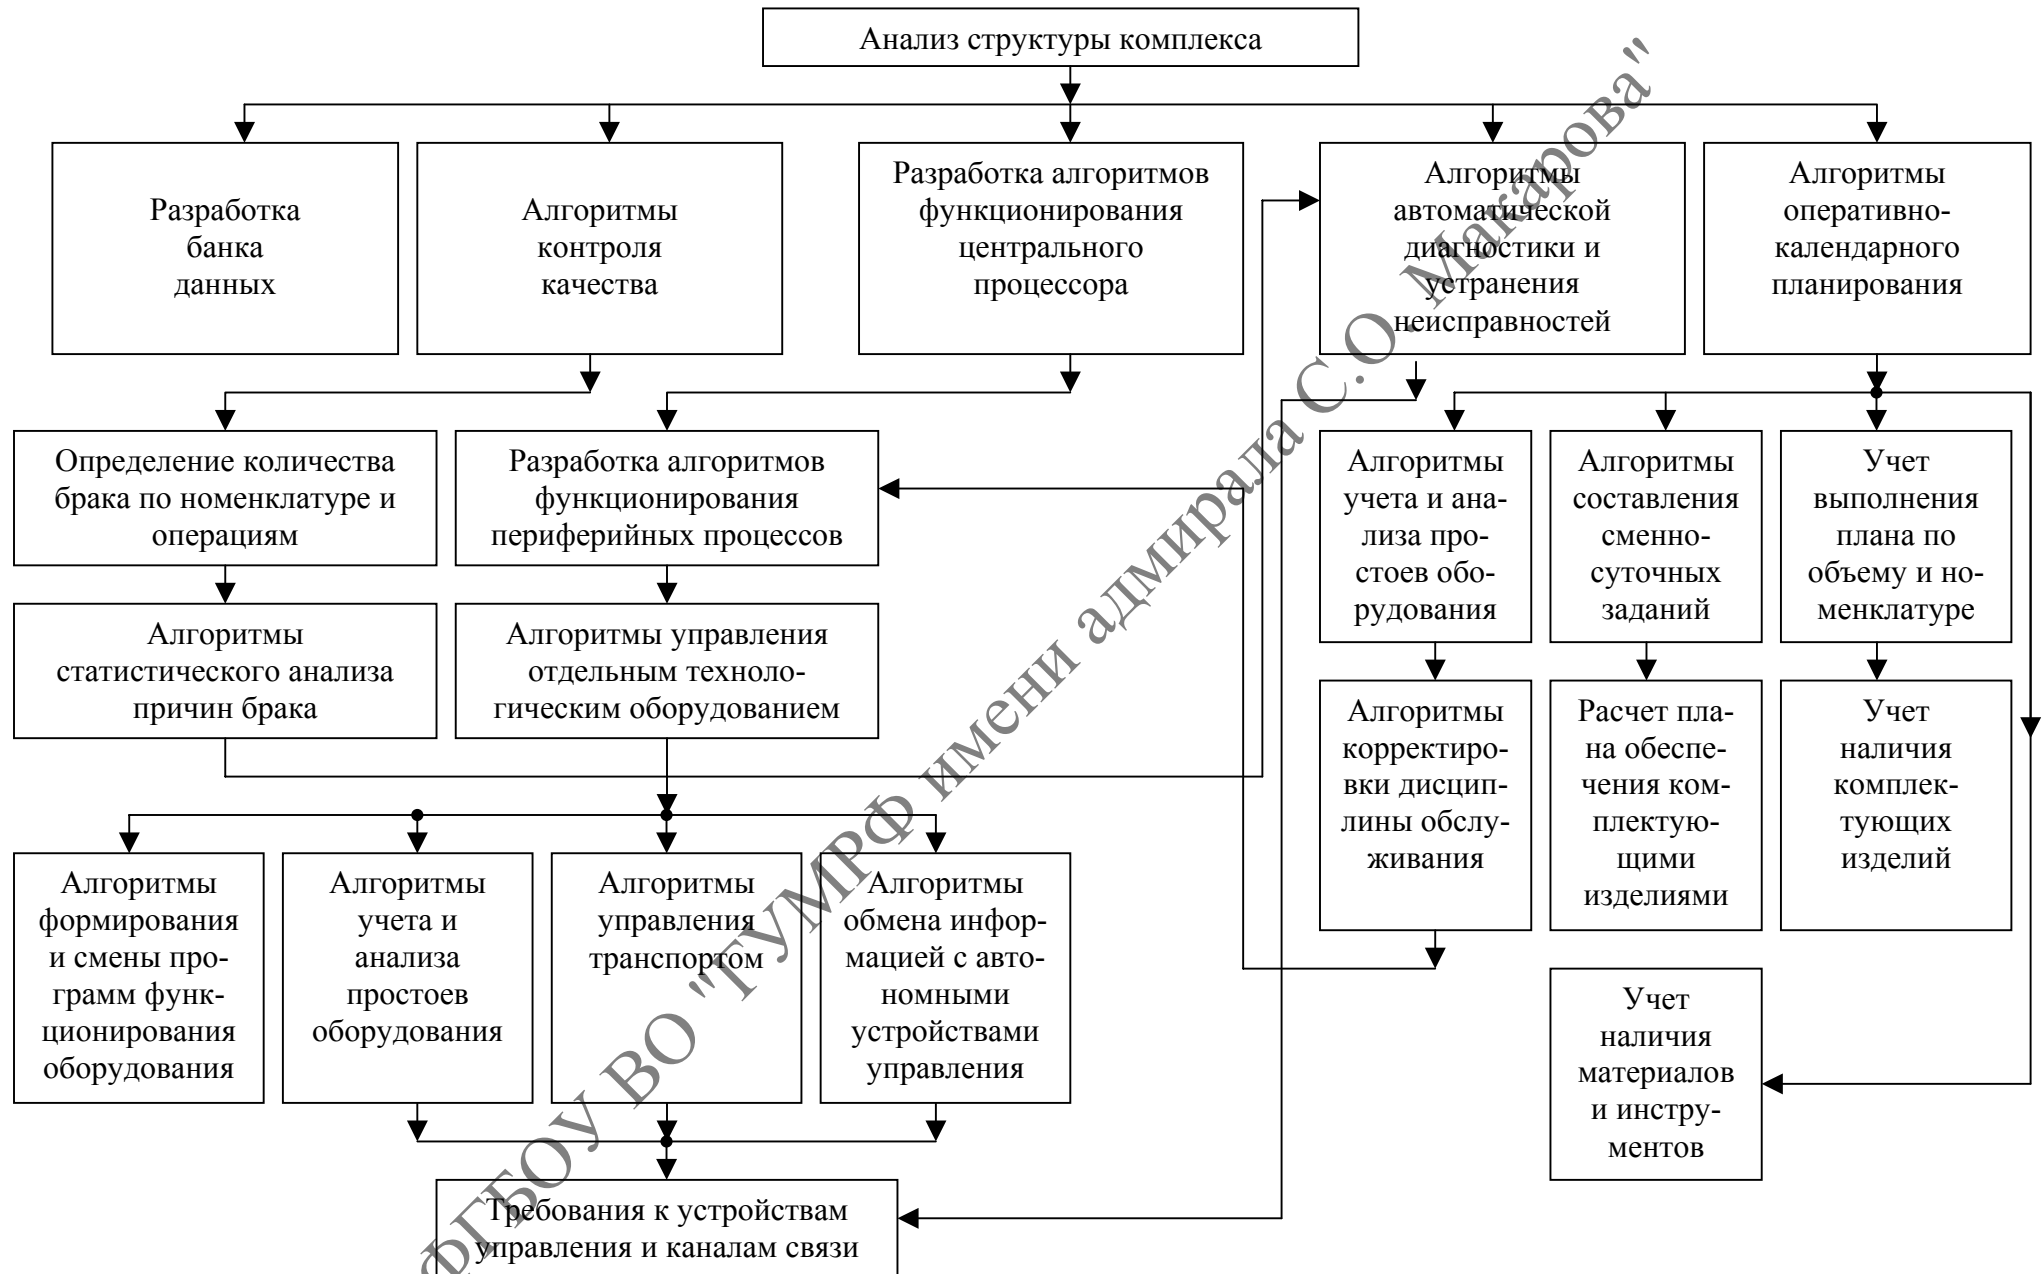 Анализ структуры комплекса
Разработка
банка
данных
Алгоритмы
контроля
качества
Разработка алгоритмов
функционирования
центрального
процессора
Алгоритмы
автоматической
диагностики и
устранения
неисправностей
Алгоритмы
оперативно-
календарного
планирования
Определение количества
брака по номенклатуре и
операциям
Разработка алгоритмов
функционирования
периферийных процессов
Алгоритмы
учета и ана-
лиза про-
стоев обо-
рудования
Алгоритмы
составления
сменно-
суточных
заданий
Учет
выполнения
плана по
объему и но-
менклатуре
Алгоритмы
статистического анализа
причин брака
Алгоритмы управления
отдельным техноло-
гическим оборудованием
Алгоритмы
корректиро-
вки дисцип-
лины обслу-
живания
Расчет пла-
на обеспе-
чения ком-
плектую-
щими
изделиями
Учет
наличия
комплек-
тующих
изделий
Алгоритмы
формирования
и смены про-
грамм функ-
ционирования
оборудования
Алгоритмы
учета и
анализа
простоев
оборудования
Алгоритмы
управления
транспортом
Алгоритмы
обмена инфор-
мацией с авто-
номными
устройствами
управления
Учет
наличия
материалов
и инстру-
ментов
Требования к устройствам
управления и каналам связи
ФГБОУ ВО "ГУМРФ имени адмирала С.О. Макарова"